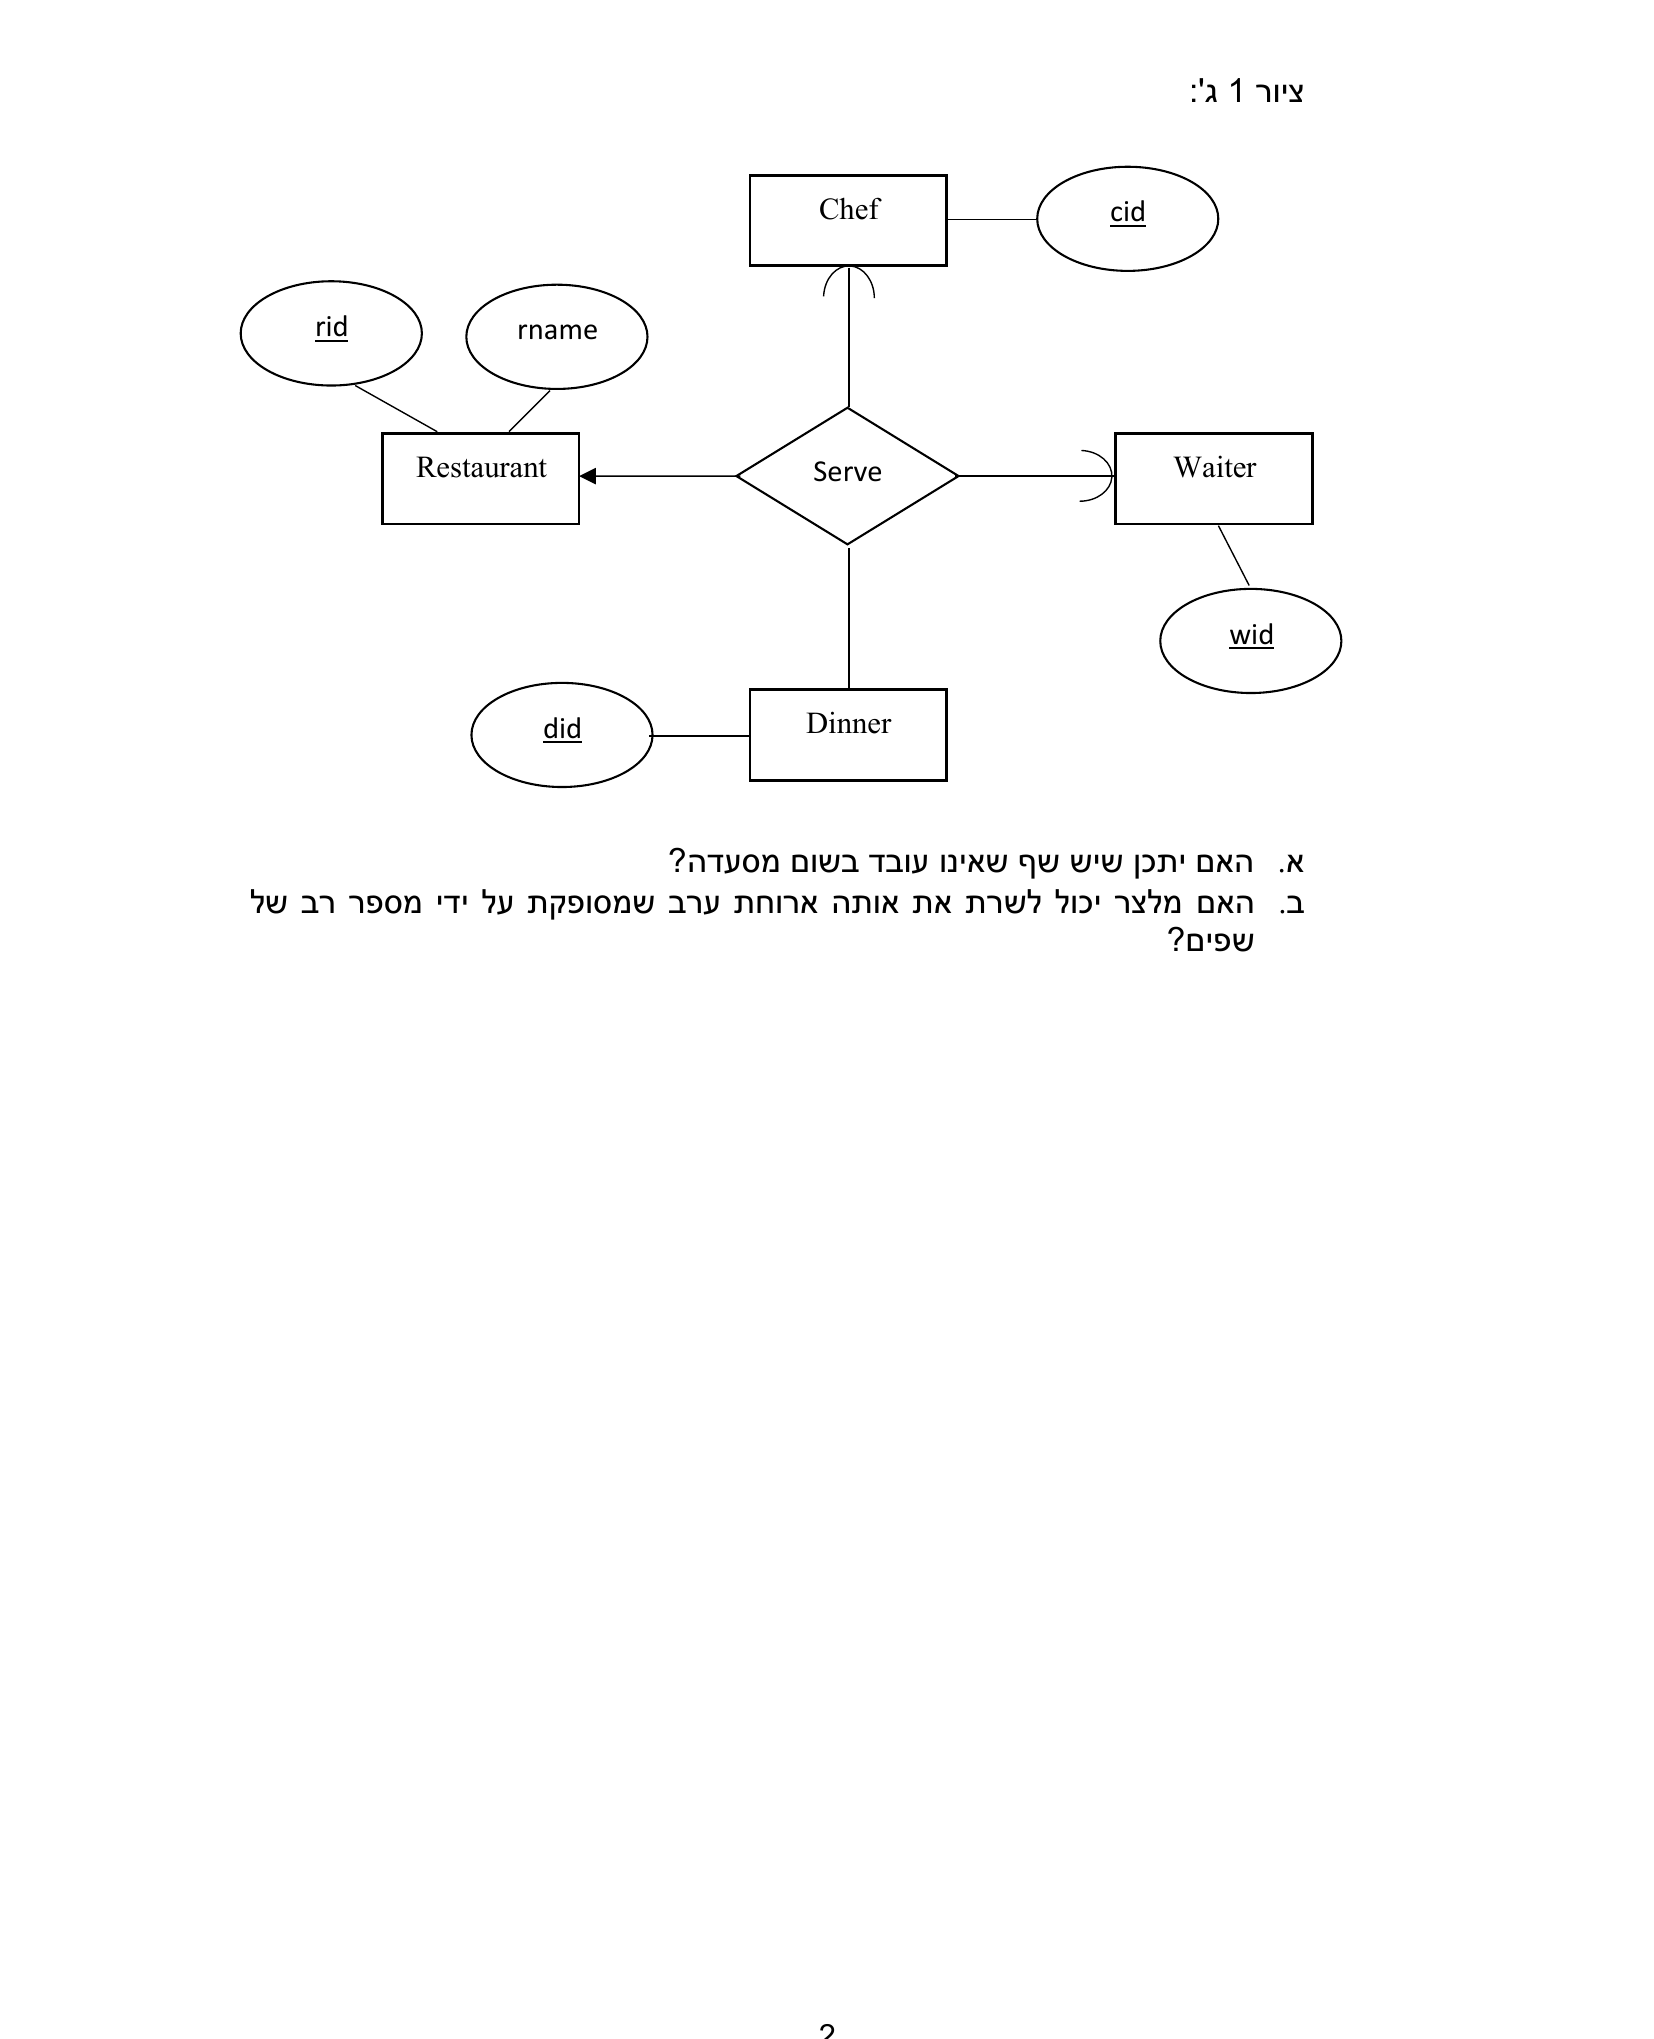 ציור 1 ג':
Chef
cid
rid
rname
Restaurant
Serve
Waiter
wid
did
Dinner
א. האם יתכן שיש שף שאינו עובד בשום מסעדה?
ב. האם מלצר יכול לשרת את אותה ארוחת ערב שמסופקת על ידי מספר רב של
שפים?
2